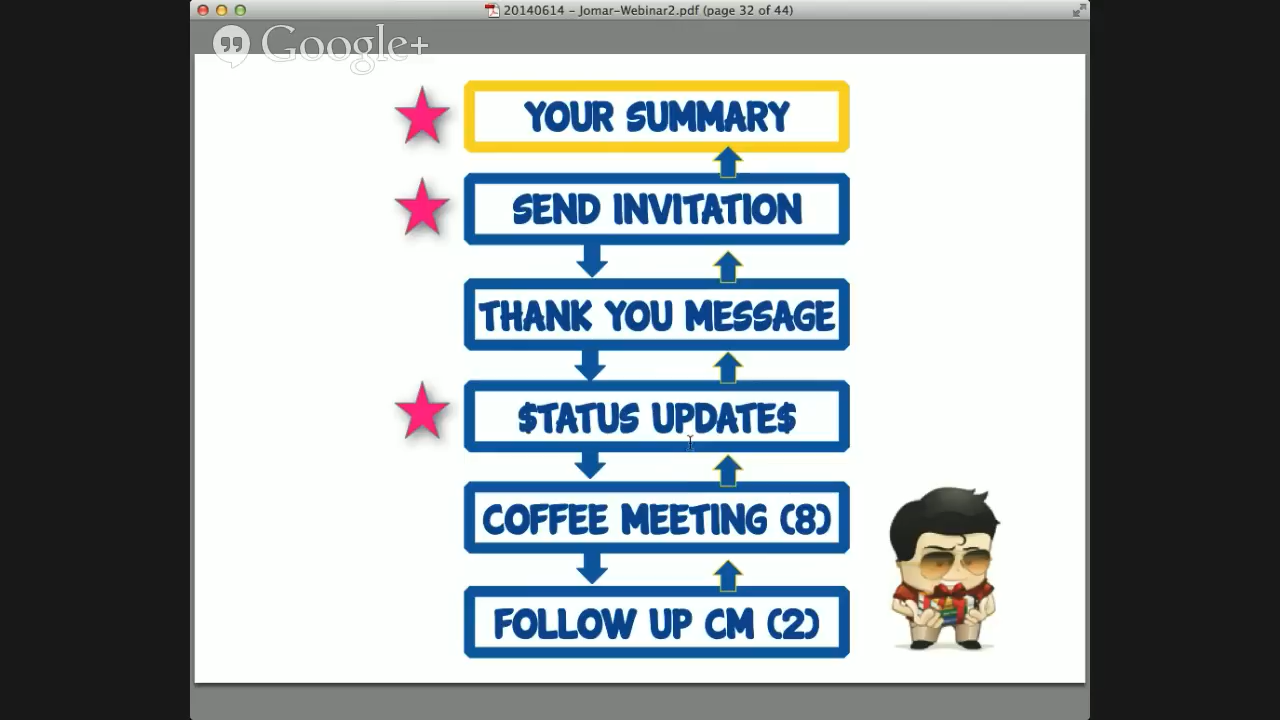 20140614 – Jomar-Webinar2.pdf (page 32 of 44)
Google+
YOUR SUMMARY
SEND INVITATION
THANK YOU MESSAGE
$TATUS UPDATE$
COFFEE MEETING (8)
FOLLOW UP CM (2)